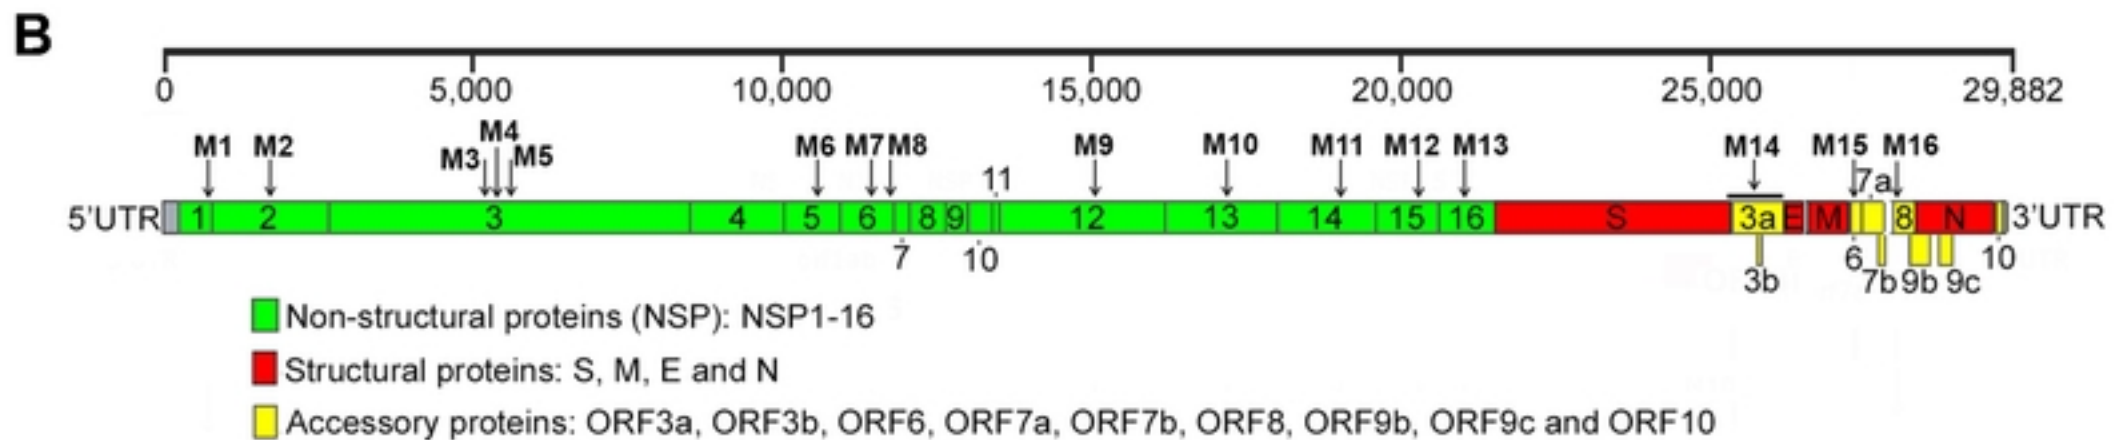 B
0 5,000 10,000 15,000 20,000 25,000 29,882
M4
M1 M2 M3 M5 M6 M7 M8 M9 M10 M11 M12 M13 M14 M15 M16
11 7a
5'UTR 1 2 3 4 5 6 8 9 12 13 14 15 16 S 3a E M 8 N 3'UTR
7 10 6 10
3b 7b 9b 9c
Non-structural proteins (NSP): NSP1-16
Structural proteins: S, M, E and N
Accessory proteins: ORF3a, ORF3b, ORF6, ORF7a, ORF7b, ORF8, ORF9b, ORF9c and ORF10